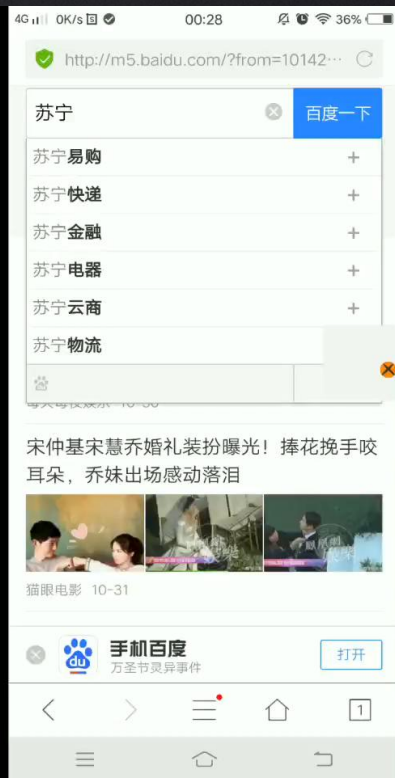 4G 0K/s 00:28 36%
http://m5.baidu.com/?from=10142…
苏宁
百度一下
苏宁易购
苏宁快递
苏宁金融
苏宁电器
苏宁云商
苏宁物流
宋仲基宋慧乔婚礼装扮曝光！捧花挽手咬
耳朵，乔妹出场感动落泪
猫眼电影 10-31
du
手机百度
万圣节灵异事件
打开
1